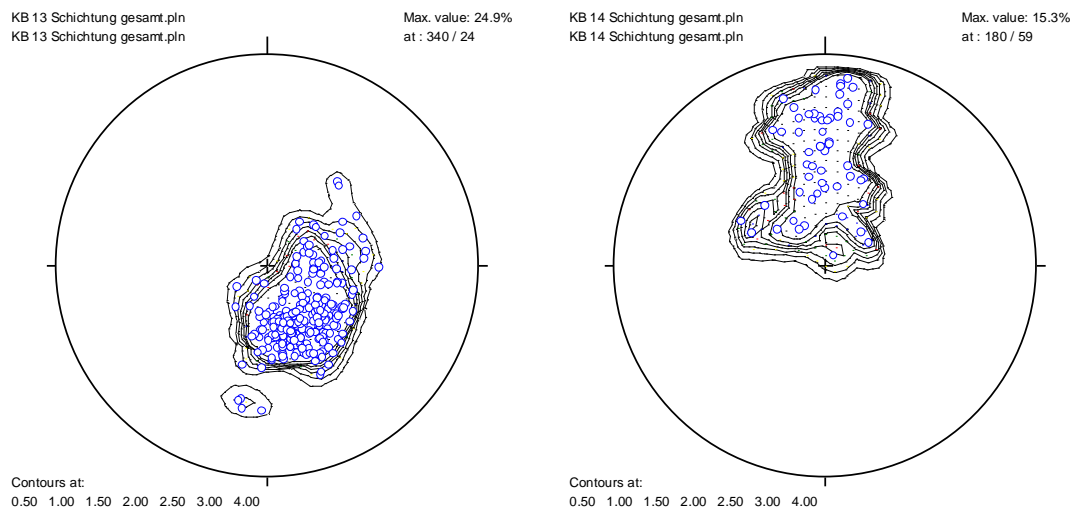 KB 13 Schichtung gesamt.pln
KB 13 Schichtung gesamt.pln
Max. value: 24.9%
at : 340 / 24
Contours at:
0.50 1.00 1.50 2.00 2.50 3.00 4.00
KB 14 Schichtung gesamt.pln
KB 14 Schichtung gesamt.pln
Max. value: 15.3%
at : 180 / 59
Contours at:
0.50 1.00 1.50 2.00 2.50 3.00 4.00